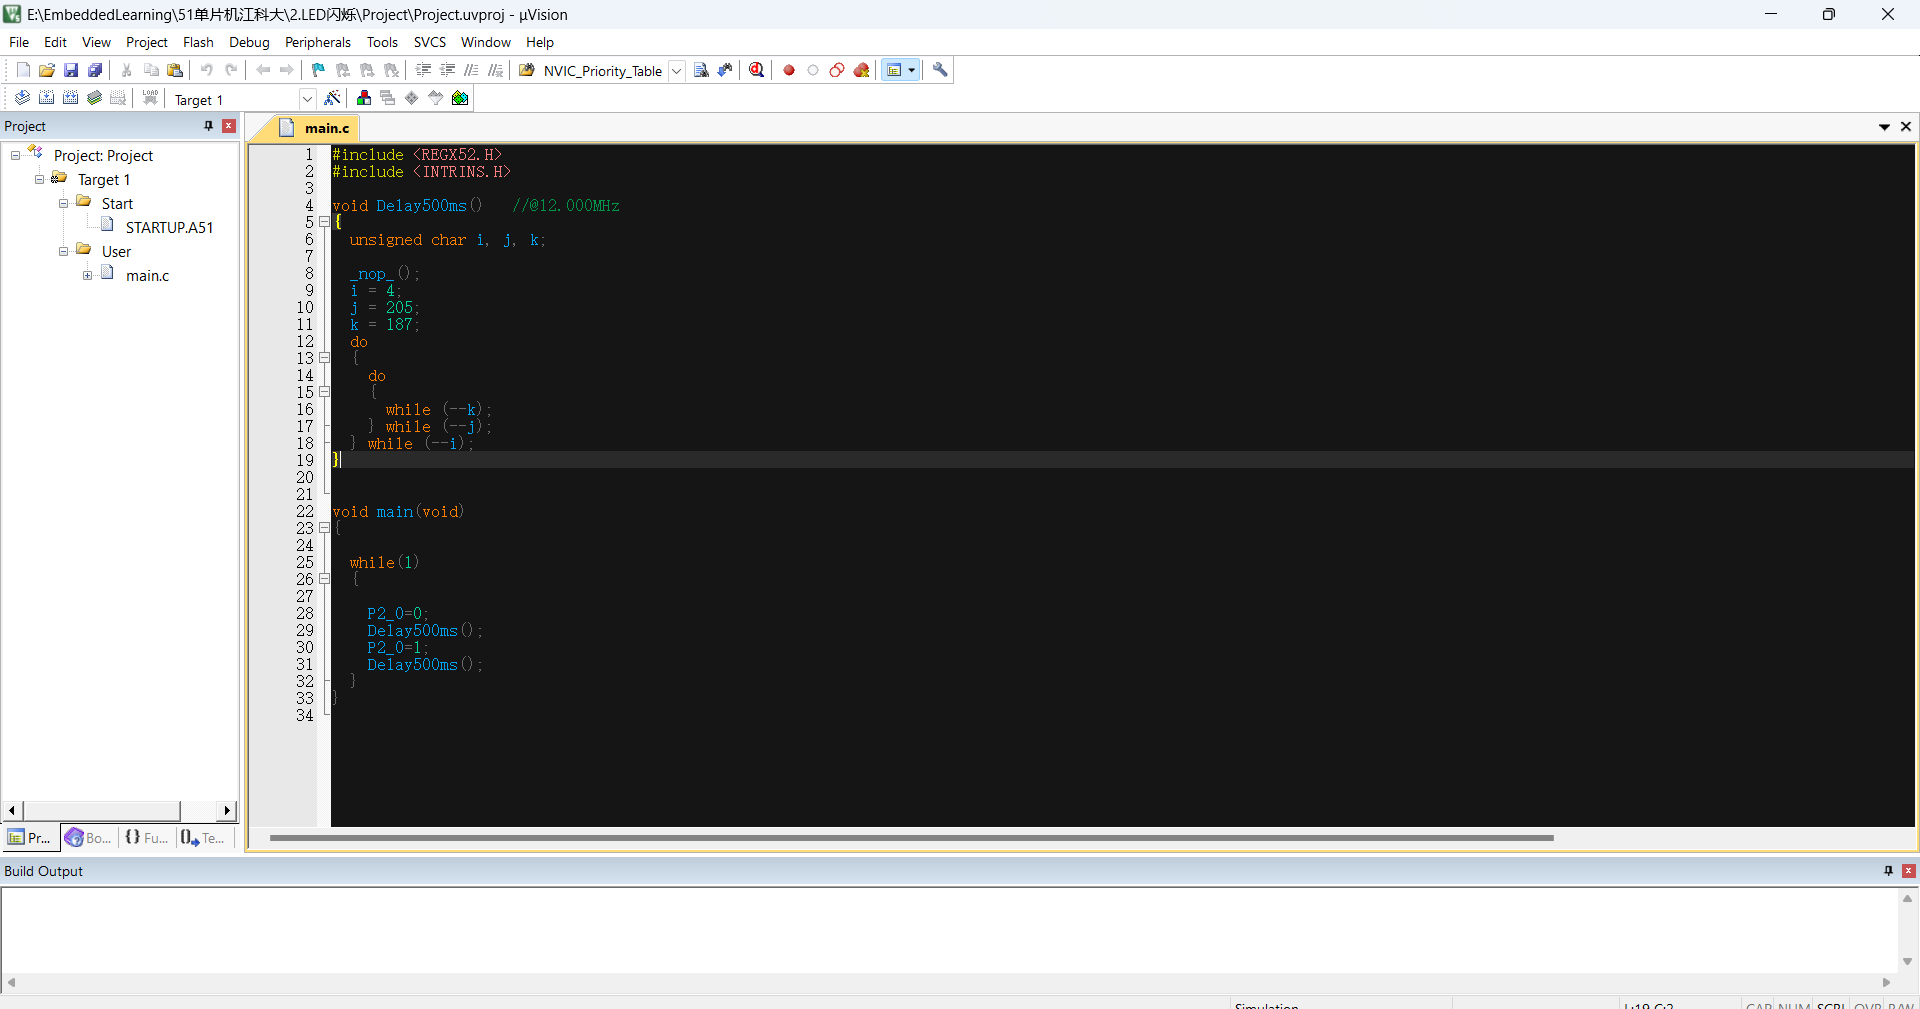 E:\EmbeddedLearning\51单片机江科大\2.LED闪烁\Project\Project.uvproj - µVision
File Edit View Project Flash Debug Peripherals Tools SVCS Window Help
NVIC_Priority_Table
LOAD Target 1
Project
main.c
Project: Project
Target 1
Start
STARTUP.A51
User
main.c
1 #include <REGX52.H>
2 #include <INTRINS.H>
3
4 void Delay500ms() //@12.000MHz
5 {
6 unsigned char i, j, k;
7
8 _nop_();
9 i = 4;
10 j = 205;
11 k = 187;
12 do
13 {
14 do
15 {
16 while (--k);
17 } while (--j);
18 } while (--i);
19 }
20
21
22 void main(void)
23 {
24
25 while(1)
26 {
27
28 P2_0=0;
29 Delay500ms();
30 P2_0=1;
31 Delay500ms();
32 }
33 }
34
Pr... Bo... {} Fu... Te...
Build Output
Simulation L:19 C:2 CAP NUM SCRL OVR R/W